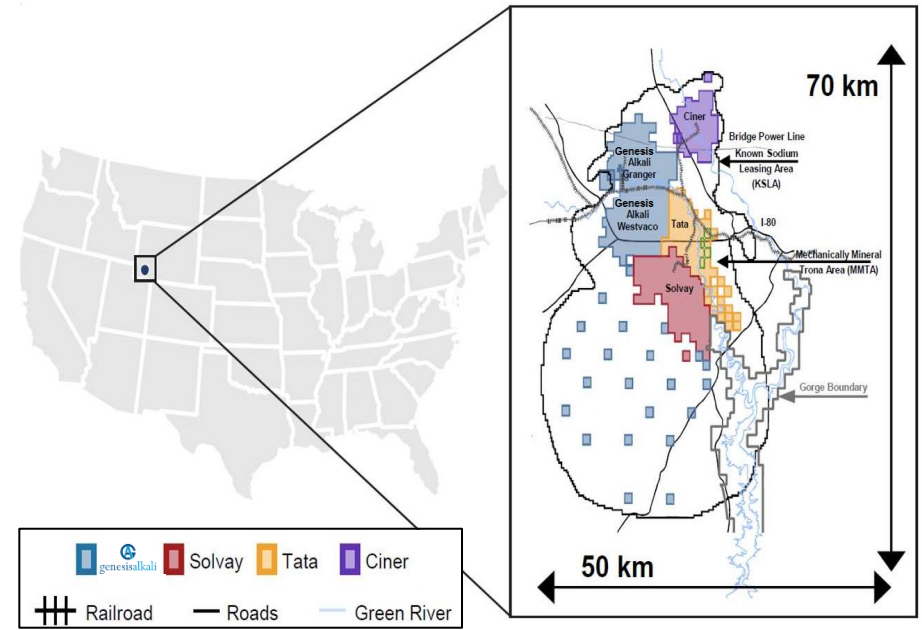 70 km
Ciner
Bridge Power Line
Known Sodium
Leasing Area
(KSLA)
Genesis
Alkali
Granger
Genesis
Alkali
Westvaco
Tata
I-80
Mechanically Mineral
Trona Area (MMTA)
Solvay
Gorge Boundary
50 km
genesisalkali
Solvay
Tata
Ciner
Railroad
Roads
Green River